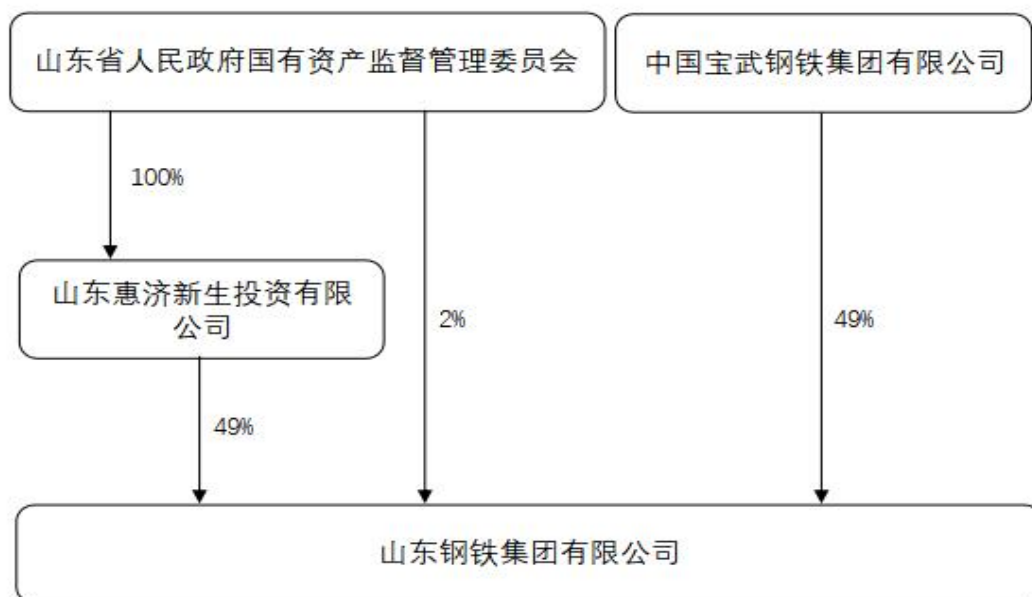 山东省人民政府国有资产监督管理委员会
中国宝武钢铁集团有限公司
100%
山东惠济新生投资有限
公司
2%
49%
49%
山东钢铁集团有限公司